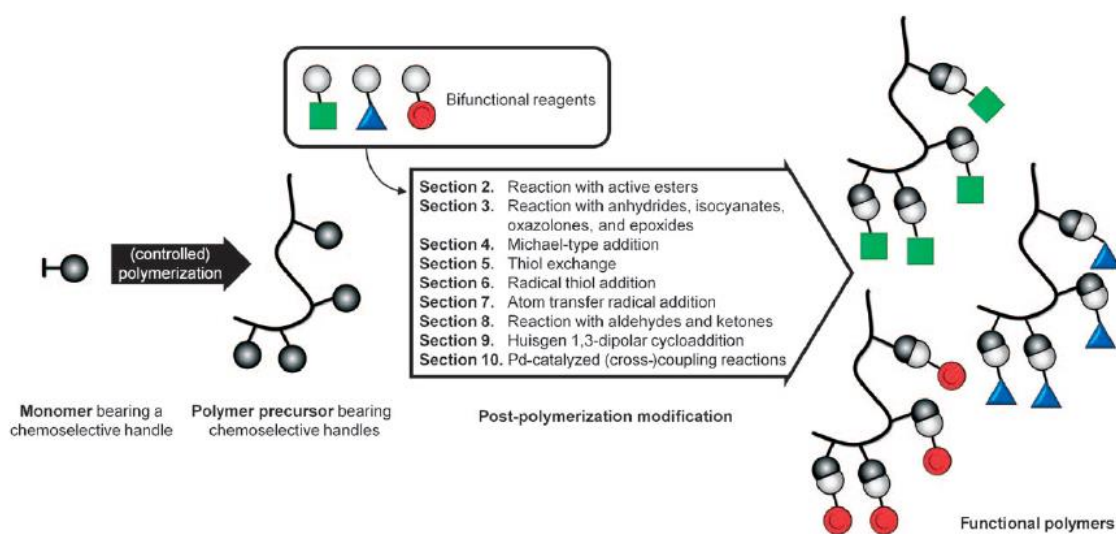 Bifunctional reagents
(controlled)
polymerization
Section 2. Reaction with active esters
Section 3. Reaction with anhydrides, isocyanates,
oxazolones, and epoxides
Section 4. Michael-type addition
Section 5. Thiol exchange
Section 6. Radical thiol addition
Section 7. Atom transfer radical addition
Section 8. Reaction with aldehydes and ketones
Section 9. Huisgen 1,3-dipolar cycloaddition
Section 10. Pd-catalyzed (cross-)coupling reactions
Monomer bearing a
chemoselective handle
Polymer precursor bearing
chemoselective handles
Post-polymerization modification
Functional polymers